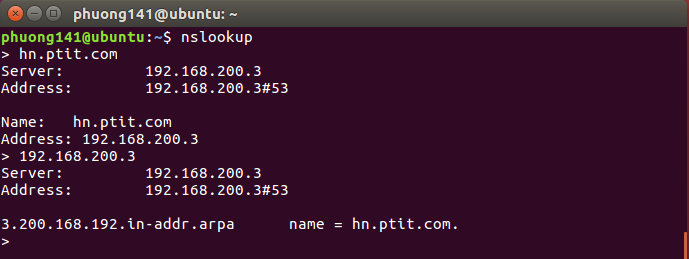 phuong141@ubuntu: ~
phuong141@ubuntu:~$ nslookup
> hn.ptit.com
Server:         192.168.200.3
Address:        192.168.200.3#53

Name:   hn.ptit.com
Address: 192.168.200.3
> 192.168.200.3
Server:         192.168.200.3
Address:        192.168.200.3#53

3.200.168.192.in-addr.arpa      name = hn.ptit.com.
>